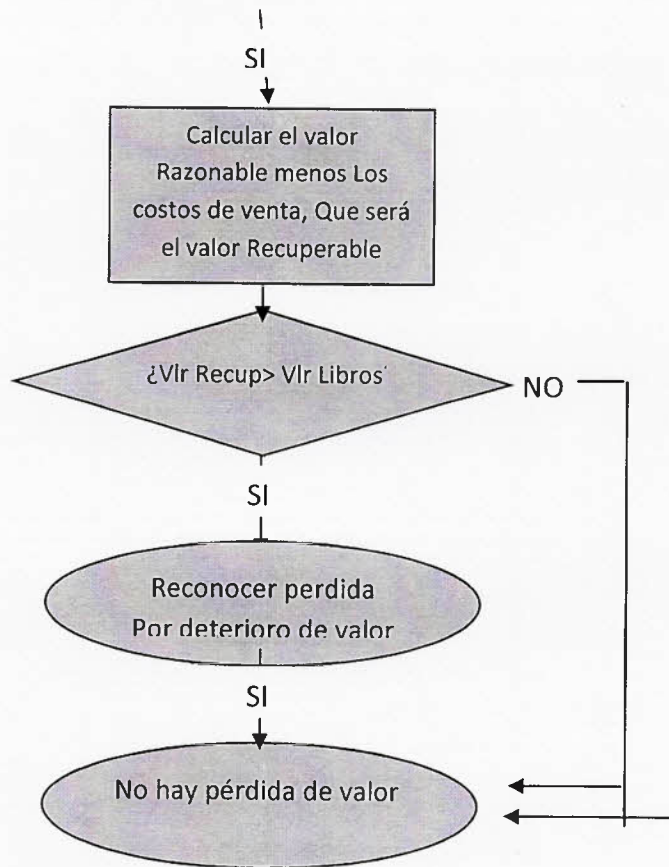 SI
Calcular el valor
Razonable menos Los
costos de venta, Que será
el valor Recuperable
¿Vlr Recup> Vlr Libros
NO
SI
Reconocer perdida
Por deterioro de valor
SI
No hay pérdida de valor